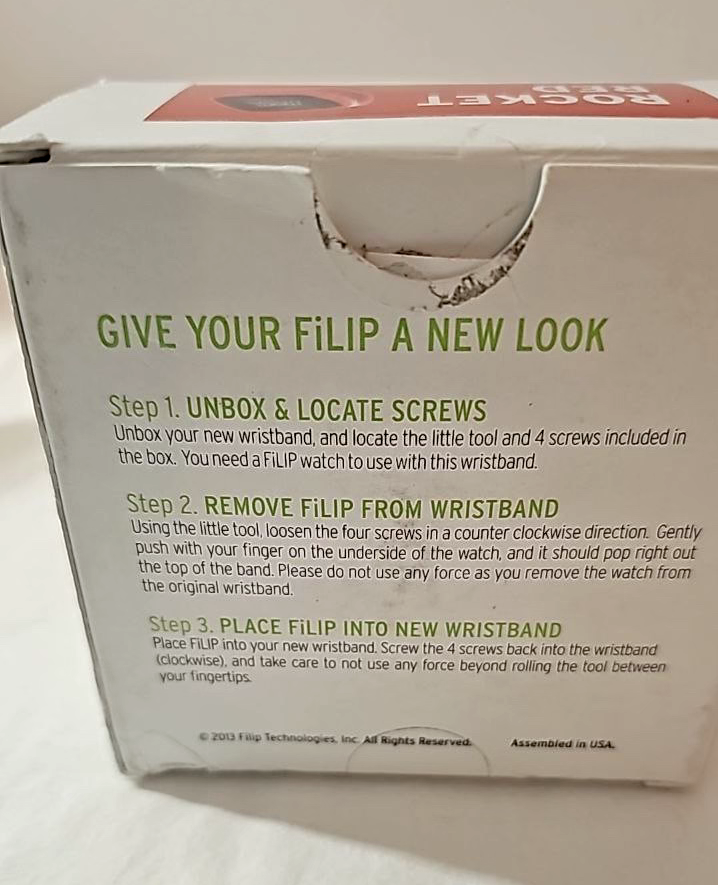 ROCKET
RED
GIVE YOUR FiLIP A NEW LOOK
Step 1. UNBOX & LOCATE SCREWS
Unbox your new wristband, and locate the little tool and 4 screws included in
the box. You need a FiLIP watch to use with this wristband.
Step 2. REMOVE FiLIP FROM WRISTBAND
Using the little tool, loosen the four screws in a counter clockwise direction. Gently
push with your finger on the underside of the watch, and it should pop right out
the top of the band. Please do not use any force as you remove the watch from
the original wristband.
Step 3. PLACE FiLIP INTO NEW WRISTBAND
Place FiLIP into your new wristband. Screw the 4 screws back into the wristband
(clockwise), and take care to not use any force beyond rolling the tool between
your fingertips.
© 2013 Filip Technologies, Inc. All Rights Reserved. Assembled in USA.